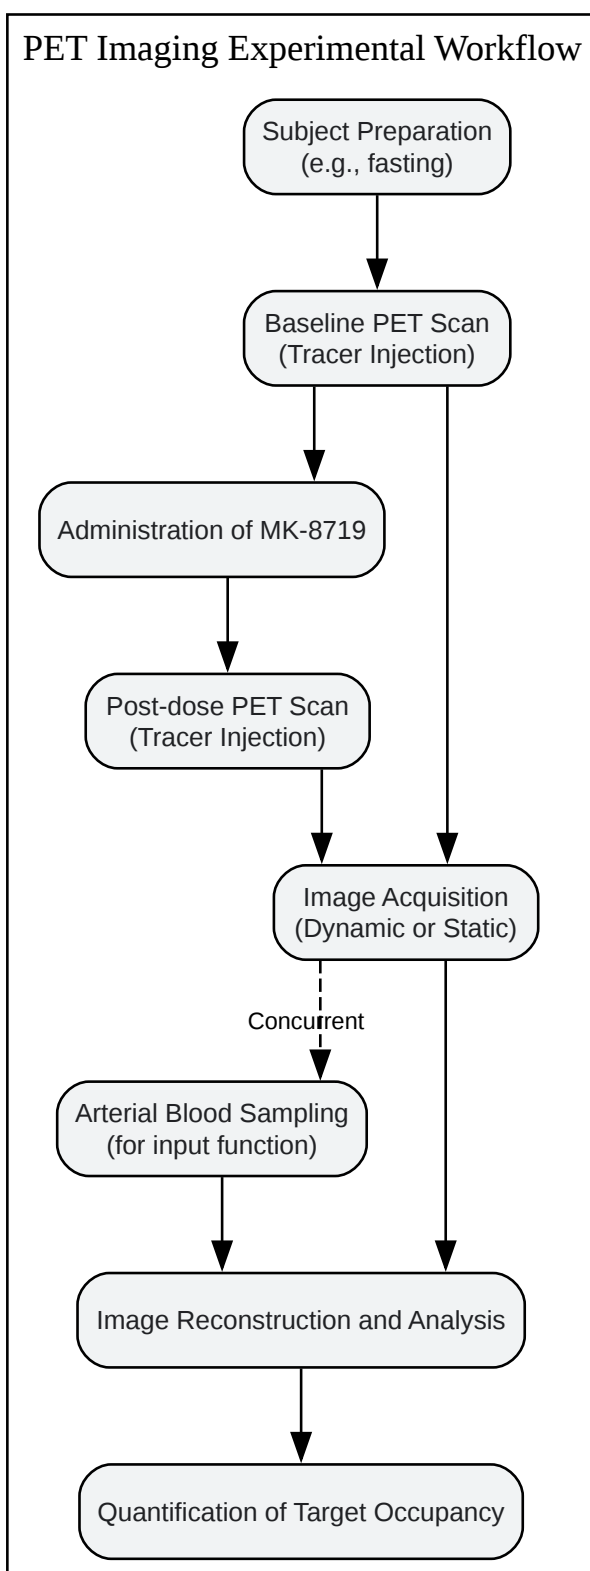 PET Imaging Experimental Workflow
Subject Preparation
(e.g., fasting)
Baseline PET Scan
(Tracer Injection)
Administration of MK-8719
Post-dose PET Scan
(Tracer Injection)
Image Acquisition
(Dynamic or Static)
Concurrent
Arterial Blood Sampling
(for input function)
Image Reconstruction and Analysis
Quantification of Target Occupancy